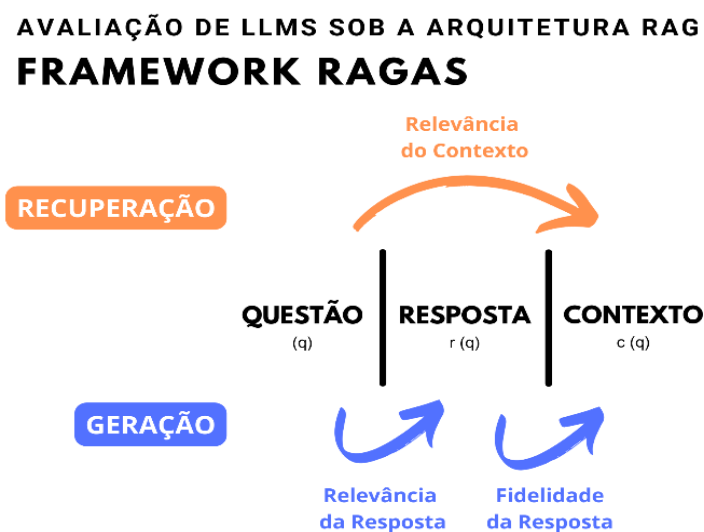 AVALIAÇÃO DE LLMS SOB A ARQUITETURA RAG
FRAMEWORK RAGAS
Relevância
do Contexto
RECUPERAÇÃO
QUESTÃO RESPOSTA CONTEXTO
(q) r (q) c (q)
GERAÇÃO
Relevância Fidelidade
da Resposta da Resposta